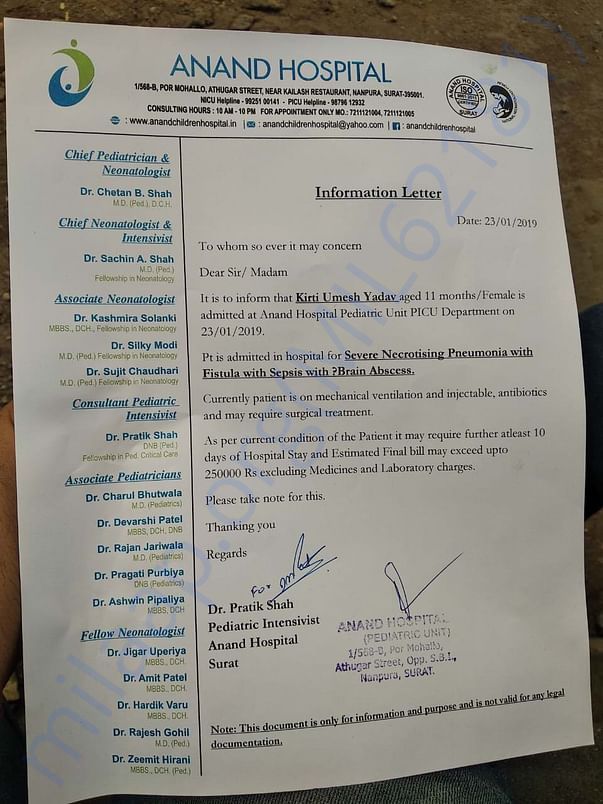 ANAND HOSPITAL
1/568-B, POR MOHALLO, ATHUGAR STREET, NEAR KAILASH RESTAURANT, NANPURA, SURAT-395001.
NICU Helpline - 99251 00141 - PICU Helpline - 98796 12932
CONSULTING HOURS : 10 AM - 10 PM FOR APPOINTMENT ONLY MO.: 7211121004, 7211121005
: www.anandchildrenhospital.in | : anandchildrenhospital@yahoo.com | : anandchildrenhospital
ANAND HOSPITAL
ISO
SURAT
Chief Pediatrician &
Neonatologist
Dr. Chetan B. Shah
M.D. (Ped.), D.C.H.
Chief Neonatologist &
Intensivist
Dr. Sachin A. Shah
M.D. (Ped.)
Fellowship in Neonatology
Associate Neonatologist
Dr. Kashmira Solanki
MBBS., DCH., Fellowship in Neonatology
Dr. Silky Modi
M.D. (Ped.) Fellowship in Neonatology
Dr. Sujit Chaudhari
M.D. (Ped.) Fellowship in Neonatology
Consultant Pediatric
Intensivist
Dr. Pratik Shah
DNB (Ped.)
Fellowship in Ped. Critical Care
Associate Pediatricians
Dr. Charul Bhutwala
M.D. (Pediatrics)
Dr. Devarshi Patel
MBBS, DCH, DNB
Dr. Rajan Jariwala
M.D. (Pediatrics)
Dr. Pragati Purbiya
DNB (Pediatrics)
Dr. Ashwin Pipaliya
MBBS, DCH
Fellow Neonatologist
Dr. Jigar Uperiya
MBBS., DCH.
Dr. Amit Patel
MBBS., DCH.
Dr. Hardik Varu
MBBS., DCH.
Dr. Rajesh Gohil
M.D. (Ped.)
Dr. Zeemit Hirani
MBBS., DCH. (Ped.)
Information Letter
Date: 23/01/2019
To whom so ever it may concern
Dear Sir/ Madam
It is to inform that Kirti Umesh Yadav aged 11 months/Female is
admitted at Anand Hospital Pediatric Unit PICU Department on
23/01/2019.
Pt is admitted in hospital for Severe Necrotising Pneumonia with
Fistula with Sepsis with ?Brain Abscess.
Currently patient is on mechanical ventilation and injectable, antibiotics
and may require surgical treatment.
As per current condition of the Patient it may require further atleast 10
days of Hospital Stay and Estimated Final bill may exceed upto
250000 Rs excluding Medicines and Laboratory charges.
Please take note for this.
Thanking you
Regards
For
Dr. Pratik Shah
Pediatric Intensivist
Anand Hospital
Surat
ANAND HOSPITAL
(PEDIATRIC UNIT)
1/568-B, Por Mohallo,
Athugar Street, Opp. S.B.I.,
Nanpura, SURAT.
Note: This document is only for information and purpose and is not valid for any legal
documentation.